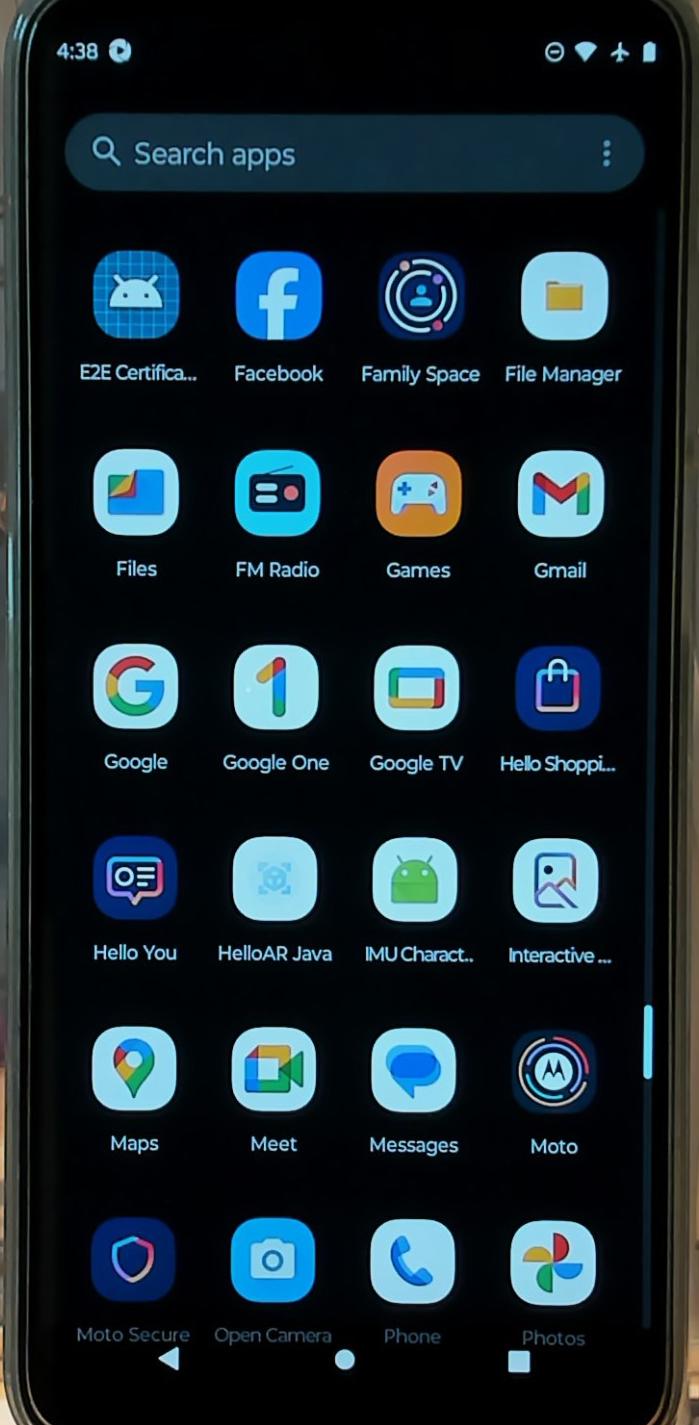 4:38
Search apps
E2E Certifica... Facebook Family Space File Manager
Files FM Radio Games Gmail
Google Google One Google TV Hello Shoppi...
Hello You HelloAR Java IMU Charact.. Interactive ...
Maps Meet Messages Moto
Moto Secure Open Camera Phone Photos